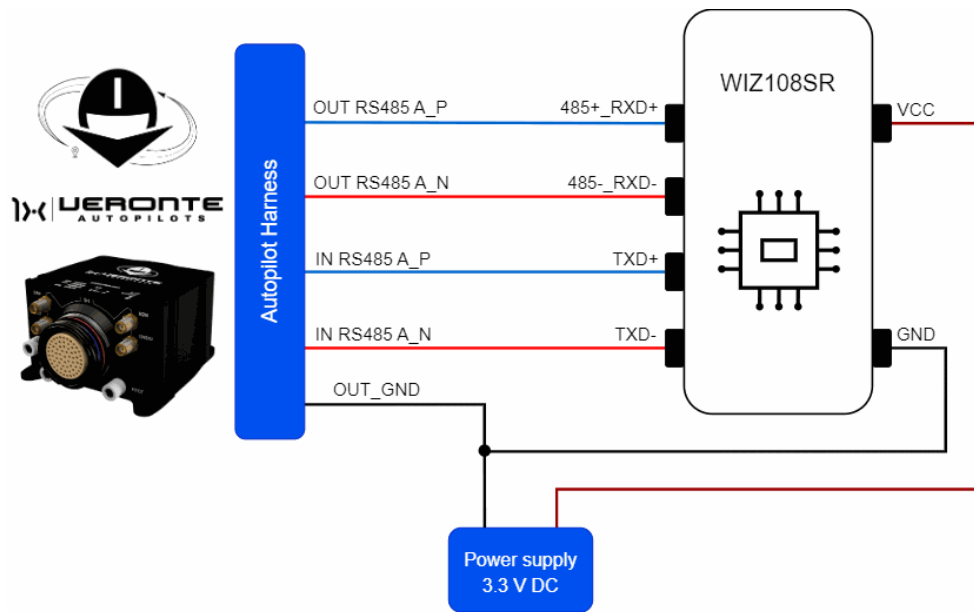 VERONTE
AUTOPILOTS
Autopilot Harness
OUT RS485 A_P
485+_RXD+
OUT RS485 A_N
485-_RXD-
IN RS485 A_P
TXD+
IN RS485 A_N
TXD-
OUT_GND
WIZ108SR
VCC
GND
Power supply
3.3 V DC